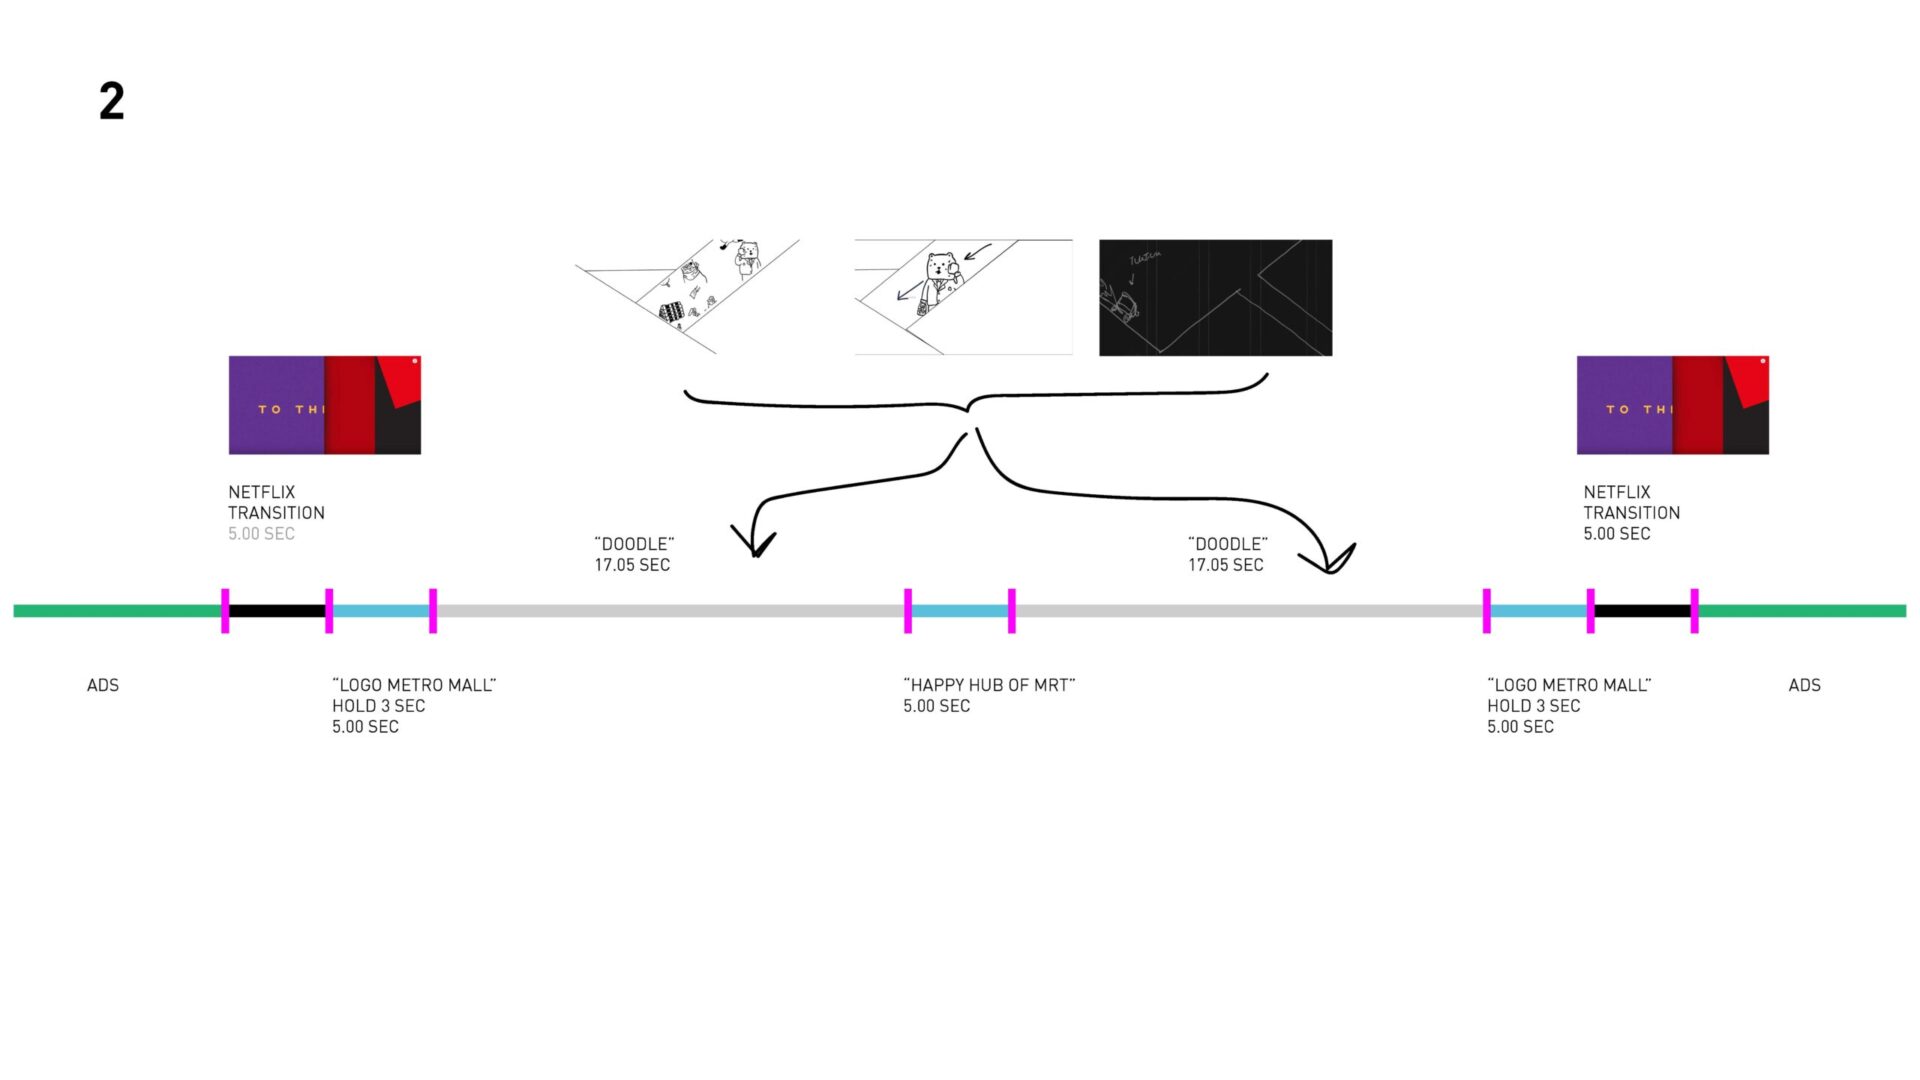 2
TO THE
TO THE
NETFLIX
TRANSITION
5.00 SEC
NETFLIX
TRANSITION
5.00 SEC
“DOODLE”
17.05 SEC
“DOODLE”
17.05 SEC
ADS
“LOGO METRO MALL”
HOLD 3 SEC
5.00 SEC
“HAPPY HUB OF MRT”
5.00 SEC
“LOGO METRO MALL”
HOLD 3 SEC
5.00 SEC
ADS